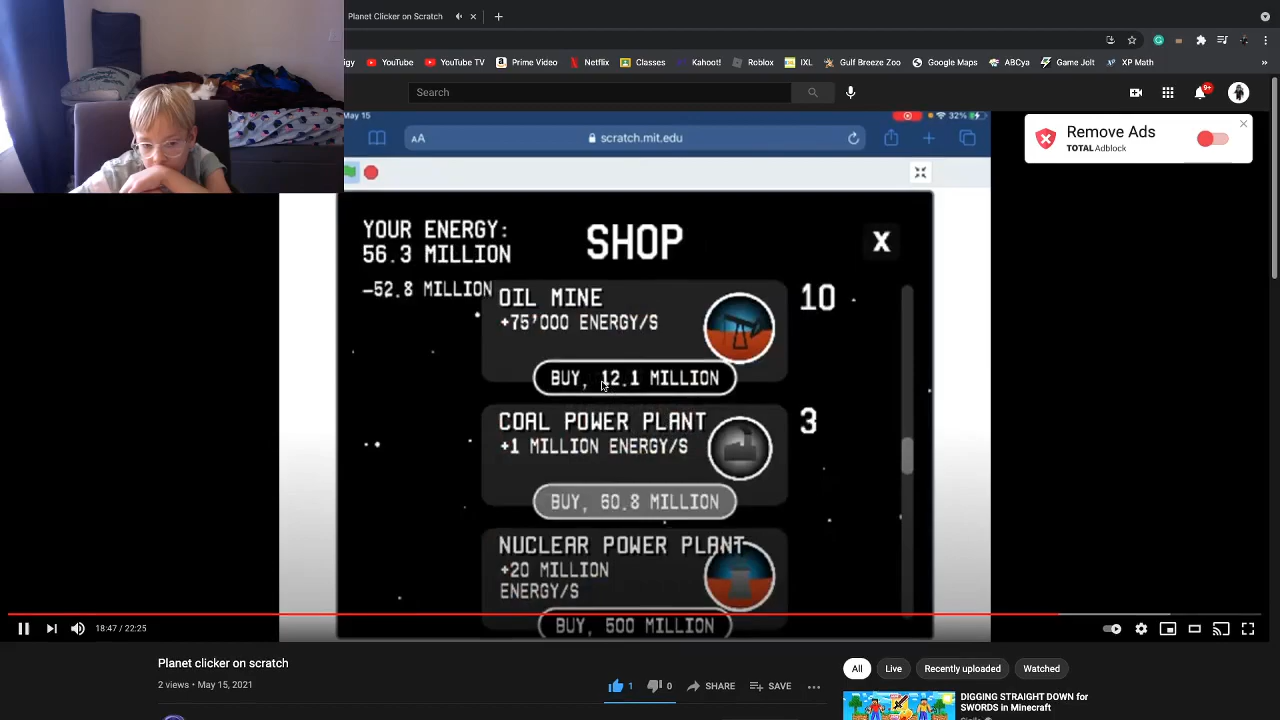 Planet Clicker on Scratch
igy YouTube YouTube TV Prime Video Netflix Classes Kahoot! Roblox IXL Gulf Breeze Zoo Google Maps ABCya Game Jolt XP Math »
Search
9+
May 15
32%
AA scratch.mit.edu
Remove Ads
TOTAL Adblock
YOUR ENERGY:
56.3 MILLION
-52.8 MILLION
SHOP
X
OIL MINE
+75'000 ENERGY/S
10
BUY, 12.1 MILLION
COAL POWER PLANT
+1 MILLION ENERGY/S
3
BUY, 60.8 MILLION
NUCLEAR POWER PLANT
+20 MILLION
ENERGY/S
BUY, 500 MILLION
18:47 / 22:25
Planet clicker on scratch
2 views • May 15, 2021
1 0 SHARE SAVE
All Live Recently uploaded Watched
DIGGING STRAIGHT DOWN for
SWORDS in Minecraft